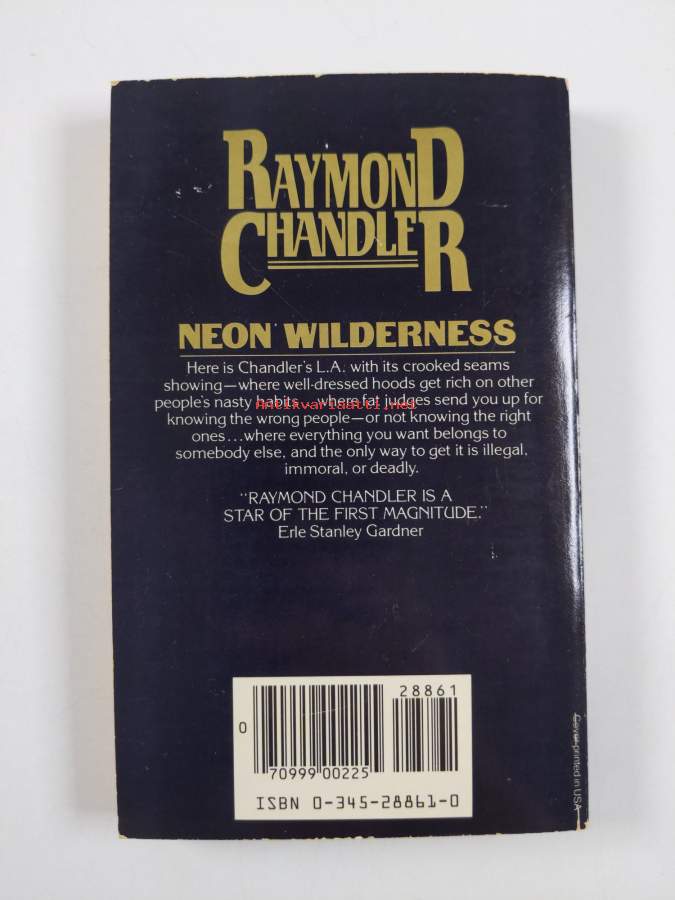 RAYMOND
CHANDLER
NEON WILDERNESS
Here is Chandler's L.A. with its crooked seams
showing—where well-dressed hoods get rich on other
people's nasty habits...where fat judges send you up for
knowing the wrong people—or not knowing the right
ones...where everything you want belongs to
somebody else, and the only way to get it is illegal,
immoral, or deadly.
"RAYMOND CHANDLER IS A
STAR OF THE FIRST MAGNITUDE."
Erle Stanley Gardner
Antikvariaatti.net
28861
0
70999 00225
ISBN 0-345-28861-0
Cover printed in USA